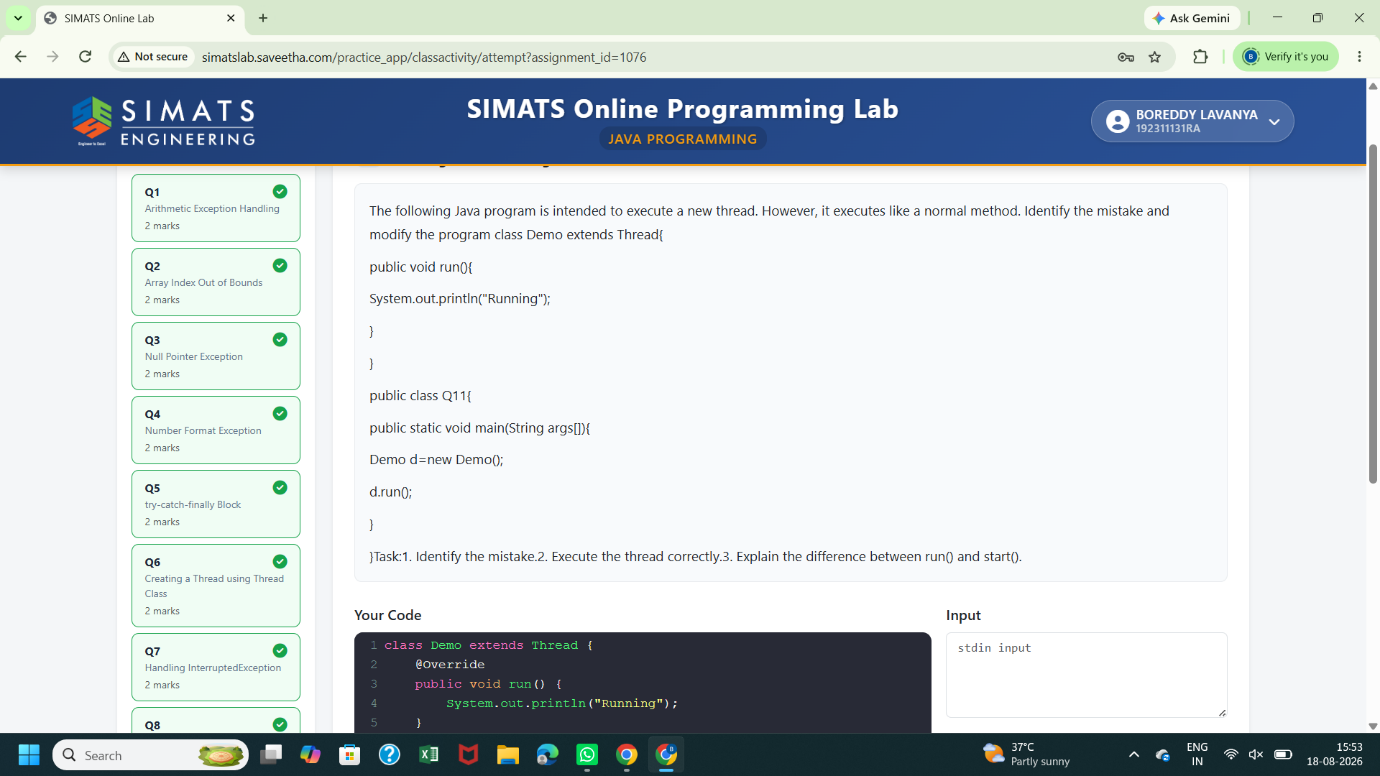 SIMATS Online Lab
Ask Gemini
Not secure
simatslab.saveetha.com/practice_app/classactivity/attempt?assignment_id=1076
B
Verify it's you
SIMATS
ENGINEERING
SIMATS Online Programming Lab
JAVA PROGRAMMING
BOREDDY LAVANYA
192311131RA
Q1
Arithmetic Exception Handling
2 marks
Q2
Array Index Out of Bounds
2 marks
Q3
Null Pointer Exception
2 marks
Q4
Number Format Exception
2 marks
Q5
try-catch-finally Block
2 marks
Q6
Creating a Thread using Thread
Class
2 marks
Q7
Handling InterruptedException
2 marks
Q8
The following Java program is intended to execute a new thread. However, it executes like a normal method. Identify the mistake and
modify the program class Demo extends Thread{
public void run(){
System.out.println("Running");
}
}
public class Q11{
public static void main(String args[]){
Demo d=new Demo();
d.run();
}
}Task:1. Identify the mistake.2. Execute the thread correctly.3. Explain the difference between run() and start().
Your Code
1 class Demo extends Thread {
2 @Override
3 public void run() {
4 System.out.println("Running");
5 }
Input
stdin input
Search
37°C
Partly sunny
ENG
IN
15:53
18-08-2026